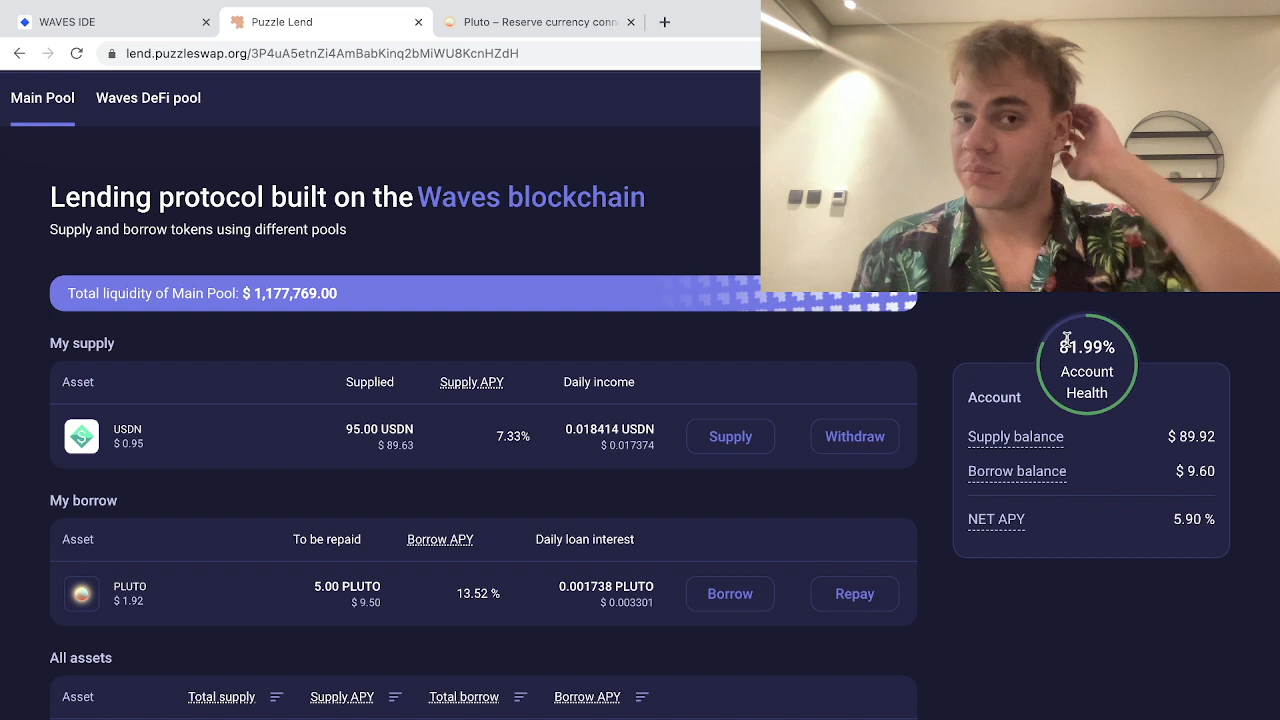 WAVES IDE
Puzzle Lend
Pluto – Reserve currency conn
lend.puzzleswap.org/3P4uA5etnZi4AmBabKinq2bMiWU8KcnHZdH
Main Pool
Waves DeFi pool
Lending protocol built on the Waves blockchain
Supply and borrow tokens using different pools
Total liquidity of Main Pool: $ 1,177,769.00
My supply
Asset Supplied Supply APY Daily income
USDN 95.00 USDN 7.33% 0.018414 USDN Supply Withdraw
$ 0.95 $ 89.63 $ 0.017374
My borrow
Asset To be repaid Borrow APY Daily loan interest
PLUTO 5.00 PLUTO 13.52 % 0.001738 PLUTO Borrow Repay
$ 1.92 $ 9.50 $ 0.003301
All assets
Asset Total supply Supply APY Total borrow Borrow APY
81.99%
Account
Health
Account
Supply balance $ 89.92
Borrow balance $ 9.60
NET APY 5.90 %